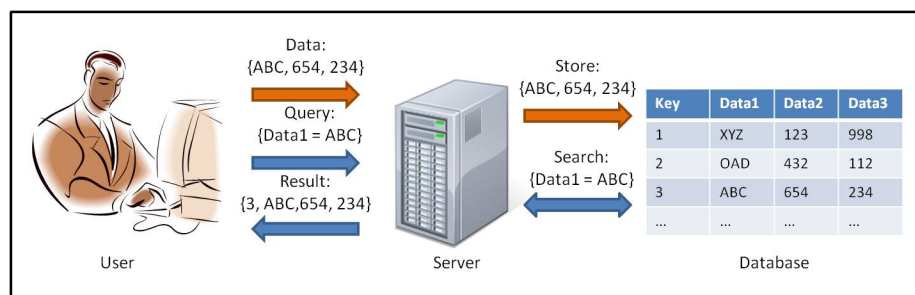 Data:
{ABC, 654, 234}
Query:
{Data1 = ABC}
Result:
{3, ABC,654, 234}
User
Server
Store:
{ABC, 654, 234}
Search:
{Data1 = ABC}
Key Data1 Data2 Data3
1 XYZ 123 998
2 OAD 432 112
3 ABC 654 234
... ... ... ...
Database